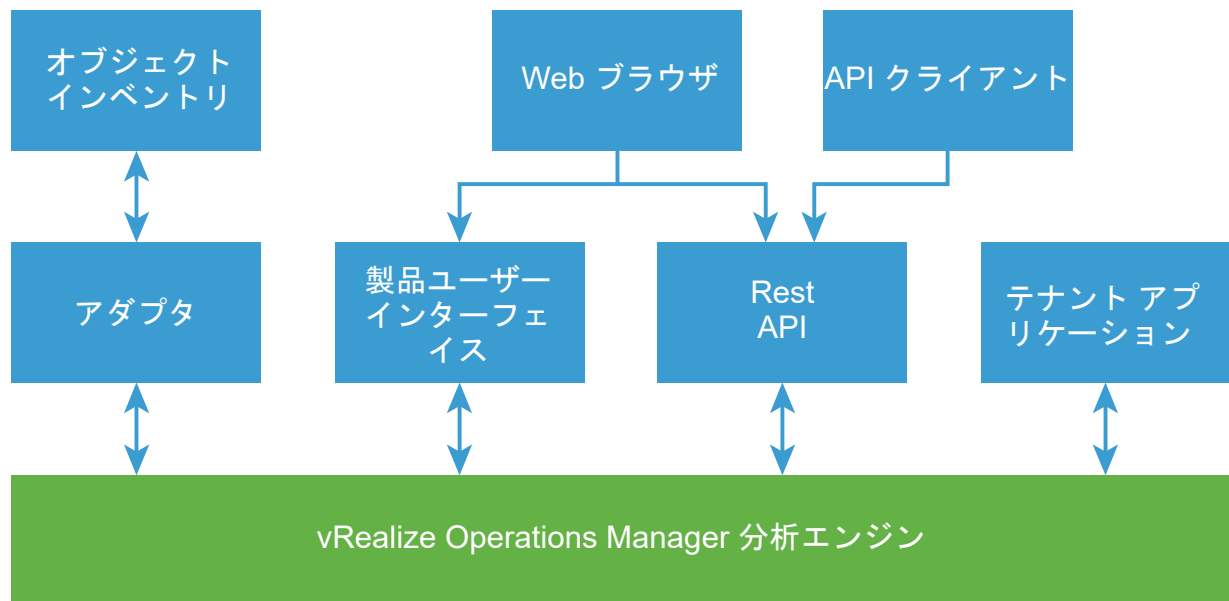 オブジェクト
インベントリ
Web ブラウザ
API クライアント
アダプタ
製品ユーザー
インターフェ
イス
Rest
API
テナント アプ
リケーション
vRealize Operations Manager 分析エンジン